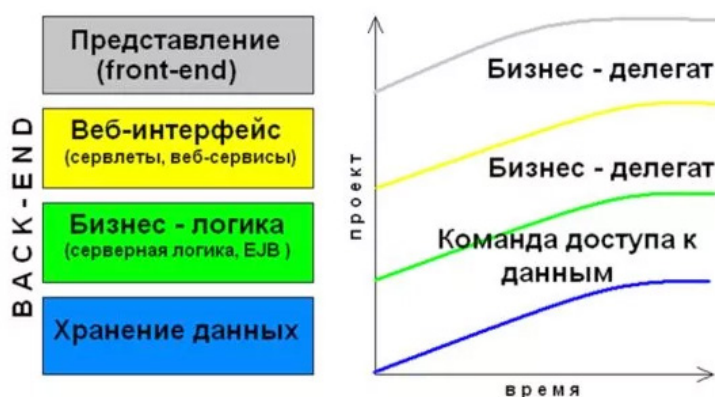 BACK-END
Представление
(front-end)
Веб-интерфейс
(сервлеты, веб-сервисы)
Бизнес - логика
(серверная логика, EJB )
Хранение данных
проект
Бизнес - делегат
Бизнес - делегат
Команда доступа к
данным
время